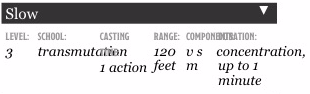 Slow ▼
LEVEL: SCHOOL: CASTING RANGE: COMPONENTS: DURATION:
3 transmutation 120 v s concentration,
1 action feet m up to 1
minute